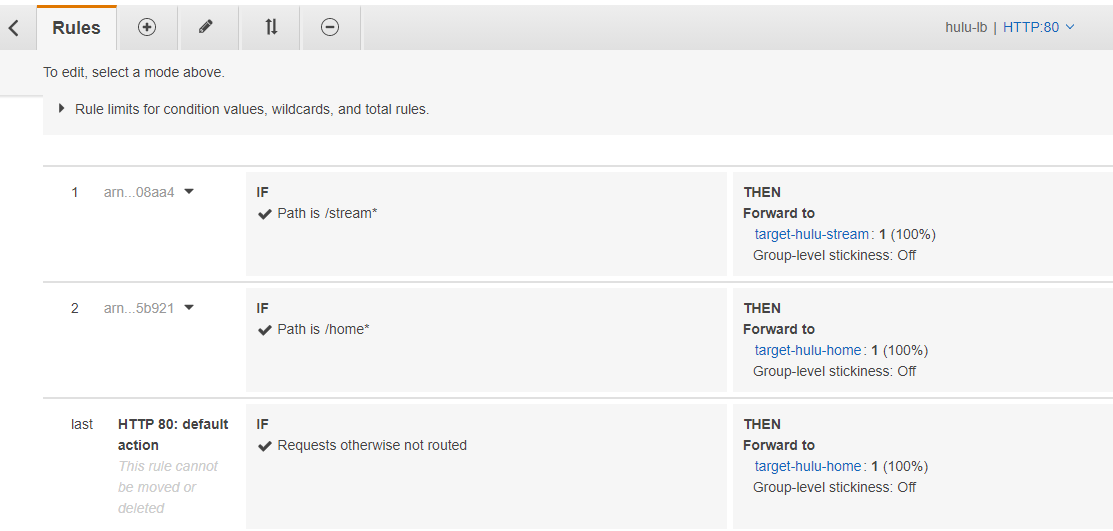 Rules
hulu-lb | HTTP:80
To edit, select a mode above.
Rule limits for condition values, wildcards, and total rules.
1 arn...08aa4
IF
Path is /stream*
THEN
Forward to
target-hulu-stream: 1 (100%)
Group-level stickiness: Off
2 arn...5b921
IF
Path is /home*
THEN
Forward to
target-hulu-home: 1 (100%)
Group-level stickiness: Off
last
HTTP 80: default
action
This rule cannot
be moved or
deleted
IF
Requests otherwise not routed
THEN
Forward to
target-hulu-home: 1 (100%)
Group-level stickiness: Off